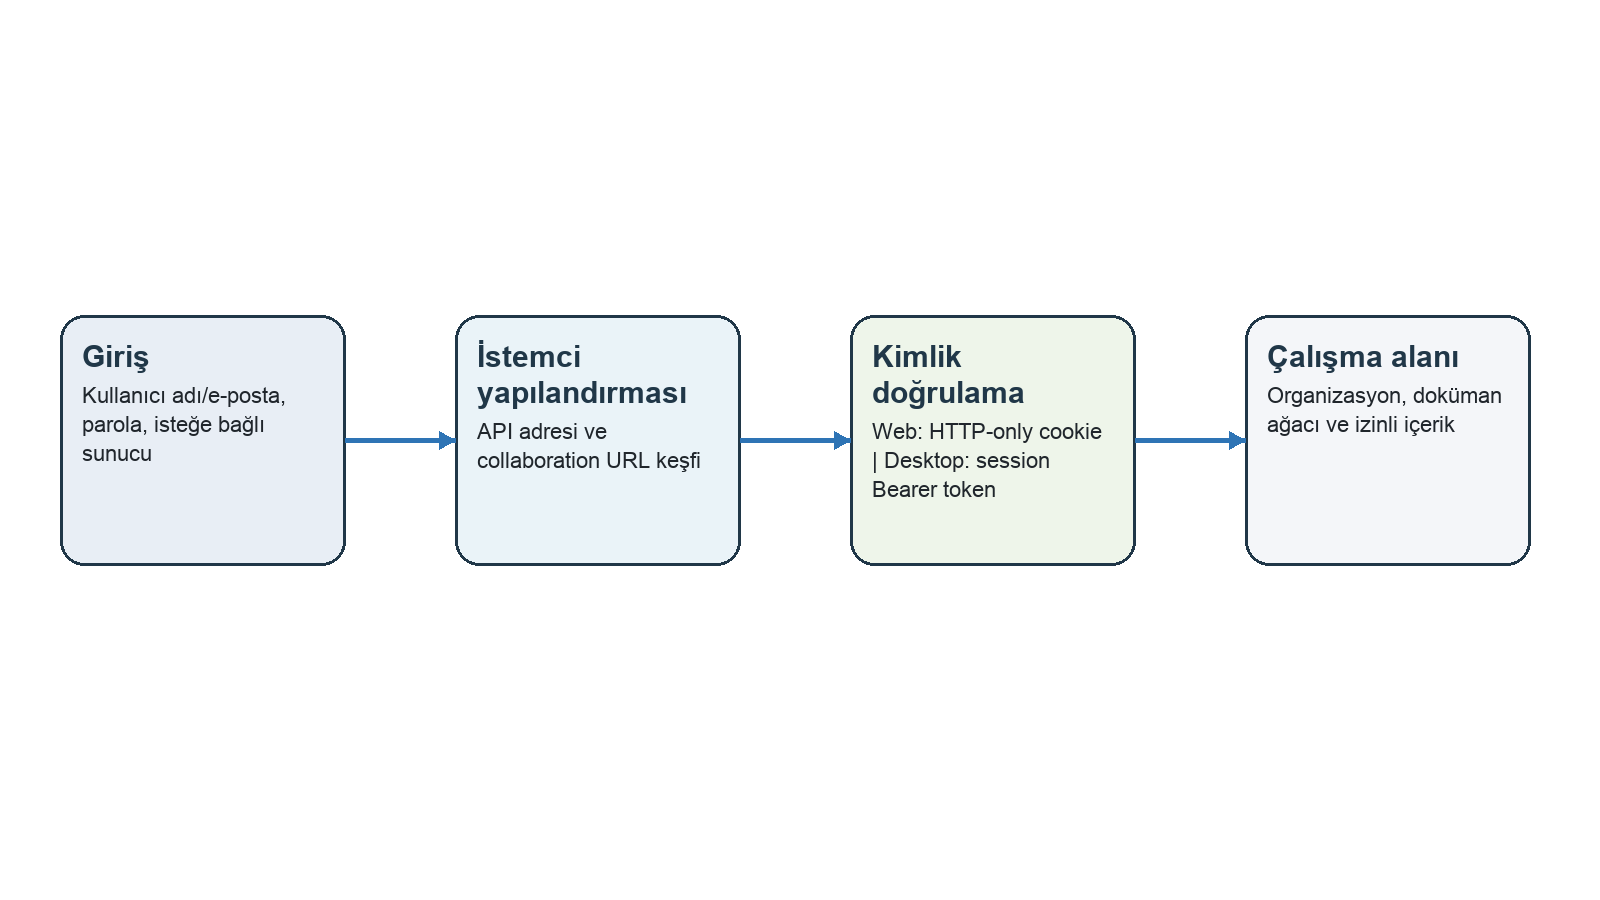 Giriş
Kullanıcı adı/e-posta,
parola, isteğe bağlı
sunucu
İstemci
yapılandırması
API adresi ve
collaboration URL keşfi
Kimlik
doğrulama
Web: HTTP-only cookie
| Desktop: session
Bearer token
Çalışma alanı
Organizasyon, doküman
ağacı ve izinli içerik